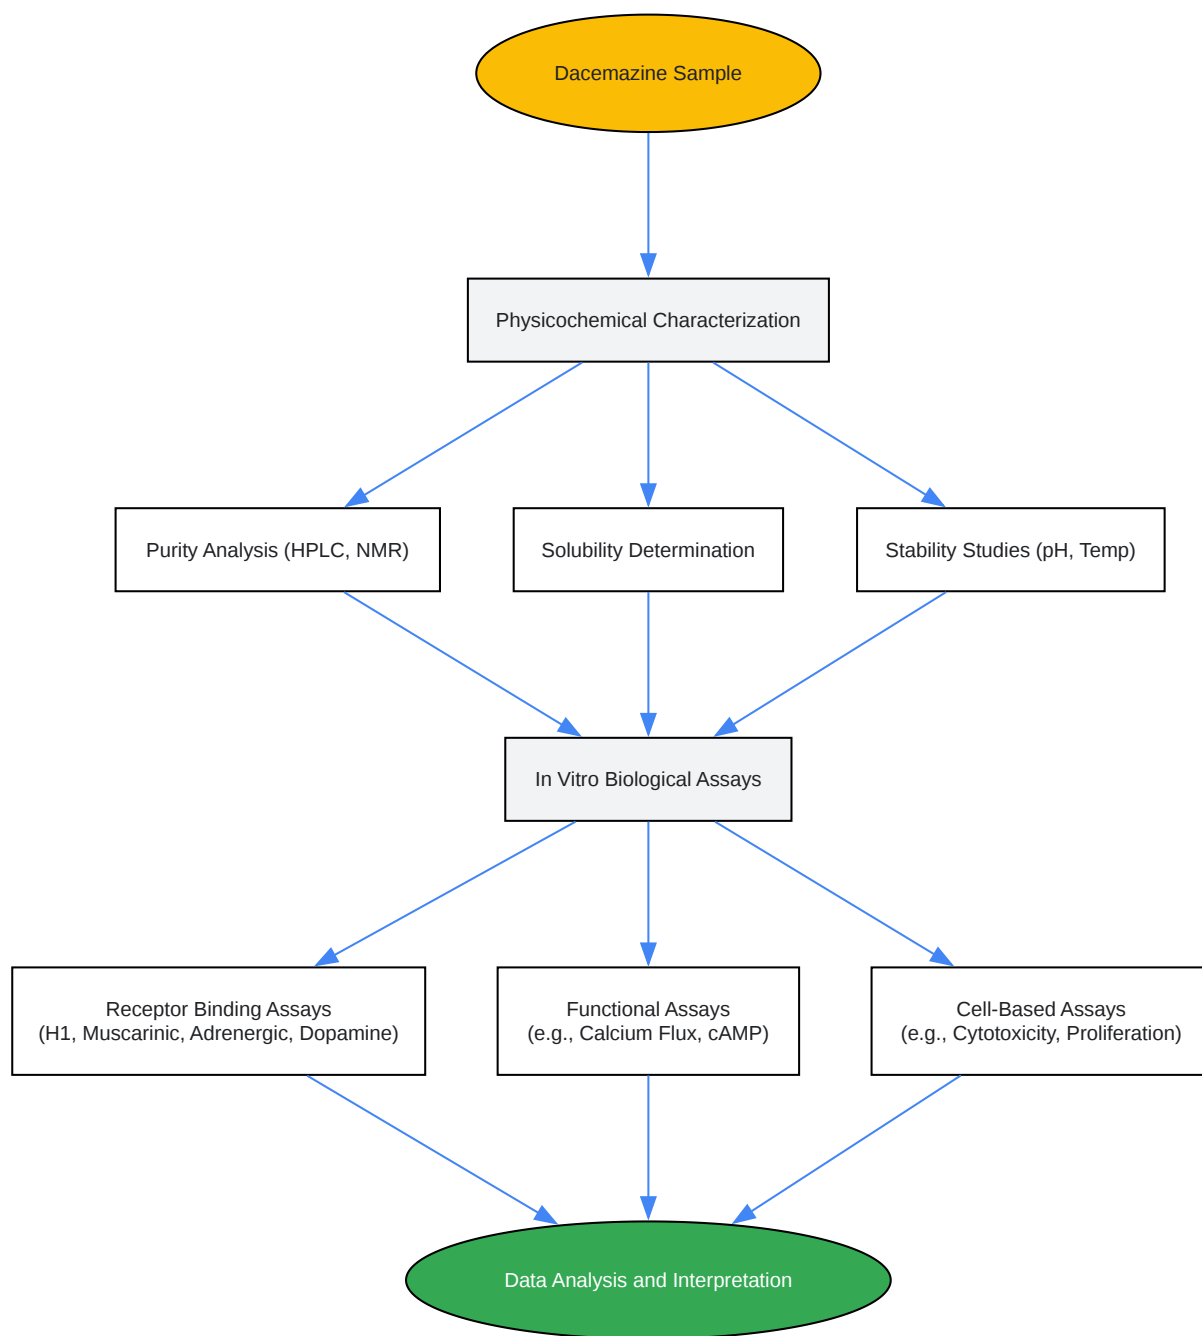 Dacemazine Sample
Physicochemical Characterization
Purity Analysis (HPLC, NMR)
Solubility Determination
Stability Studies (pH, Temp)
In Vitro Biological Assays
Receptor Binding Assays
(H1, Muscarinic, Adrenergic, Dopamine)
Functional Assays
(e.g., Calcium Flux, cAMP)
Cell-Based Assays
(e.g., Cytotoxicity, Proliferation)
Data Analysis and Interpretation